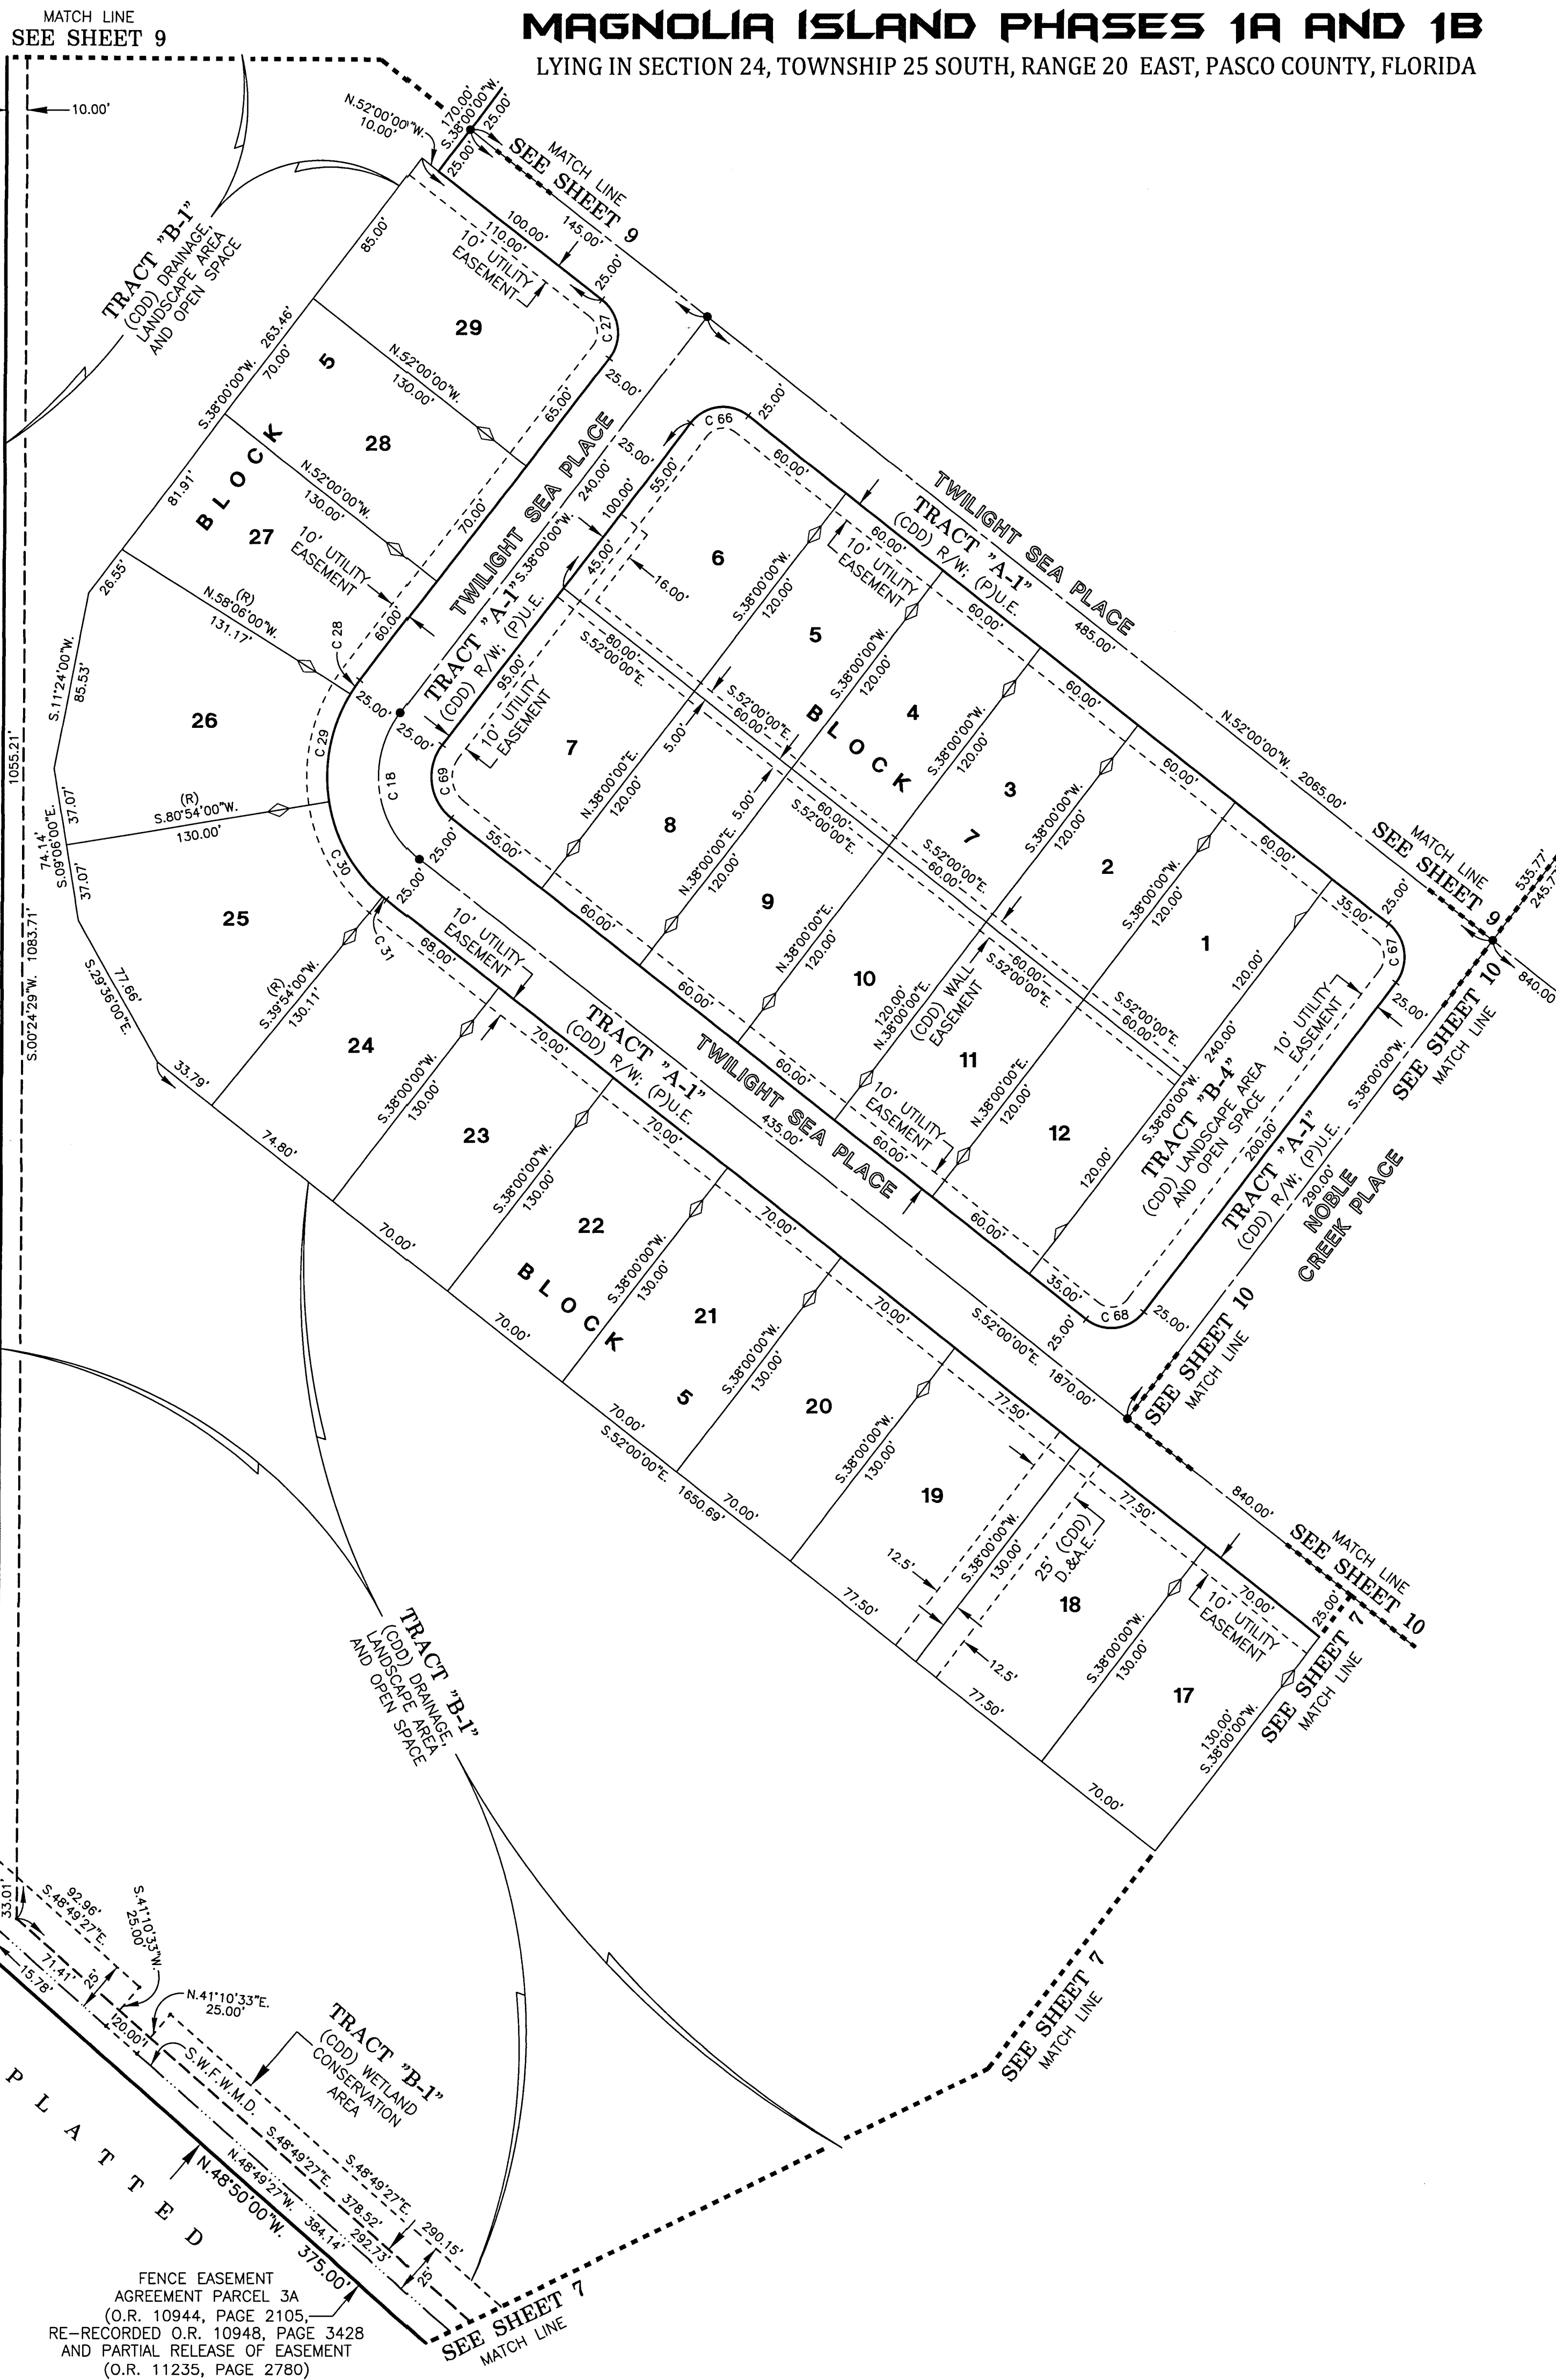 MATCH LINE
SEE SHEET 9
MAGNOLIA ISLAND PHASES 1A AND 1B
LYING IN SECTION 24, TOWNSHIP 25 SOUTH, RANGE 20 EAST, PASCO COUNTY, FLORIDA
10.00'
N.52°00'00"W.
10.00'
170.00'
S.38°00'00"W.
25.00'
25.00'
MATCH LINE
SEE SHEET 9
145.00'
100.00'
110.00'
10' UTILITY
EASEMENT
25.00'
C 27
25.00'
TRACT "B-1"
(CDD) DRAINAGE,
LANDSCAPE AREA
AND OPEN SPACE
85.00'
29
S.38°00'00"W. 263.46'
70.00'
5
N.52°00'00"W.
130.00'
65.00'
28
BLOCK
81.91'
N.52°00'00"W.
130.00'
70.00'
27
10' UTILITY
EASEMENT
26.55'
(R)
N.58°06'00"W.
131.17'
C 28
60.00'
TWILIGHT SEA PLACE
S.38°00'00"W. 240.00'
TRACT "A-1"
(CDD) R/W; (P)U.E.
25.00'
C 66
25.00'
55.00'
100.00'
45.00'
16.00'
95.00'
10' UTILITY
EASEMENT
25.00'
25.00'
S.11°24'00"W.
85.53'
26
C 29
C 18
C 69
1055.21'
(R)
S.80°54'00"W.
130.00'
37.07'
74.14'
S.09°06'00"E.
37.07'
C 30
25.00'
25.00'
25
C 31
S.00°24'29"W. 1083.71'
77.66'
S.29°36'00"E.
33.79'
(R)
S.39°54'00"W.
130.11'
68.00'
10' UTILITY
EASEMENT
60.00'
6
TWILIGHT SEA PLACE
TRACT "A-1"
(CDD) R/W; (P)U.E.
485.00'
N.52°00'00"W. 2065.00'
60.00'
10' UTILITY
EASEMENT
S.38°00'00"W.
120.00'
5
80.00'
S.52°00'00"E.
60.00'
S.38°00'00"W.
120.00'
4
S.52°00'00"E.
60.00'
BLOCK
7
60.00'
S.38°00'00"W.
120.00'
3
60.00'
S.38°00'00"W.
120.00'
2
60.00'
S.38°00'00"W.
120.00'
1
35.00'
25.00'
C 67
25.00'
MATCH LINE
SEE SHEET 9
535.77'
840.00'
SEE SHEET 10
MATCH LINE
7
N.38°00'00"E.
120.00'
5.00'
55.00'
8
N.38°00'00"E.
120.00'
5.00'
60.00'
S.52°00'00"E.
60.00'
9
N.38°00'00"E.
120.00'
60.00'
S.52°00'00"E.
60.00'
10
120.00'
N.38°00'00"E.
(CDD) WALL
EASEMENT
60.00'
60.00'
S.52°00'00"E.
11
10' UTILITY
EASEMENT
N.38°00'00"E.
120.00'
60.00'
S.52°00'00"E.
60.00'
12
60.00'
120.00'
120.00'
S.38°00'00"W. 240.00'
TRACT "B-4"
(CDD) LANDSCAPE AREA
AND OPEN SPACE
10' UTILITY
EASEMENT
200.00'
TRACT "A-1"
(CDD) R/W; (P)U.E.
S.38°00'00"W.
290.00'
NOBLE
CREEK PLACE
35.00'
25.00'
C 68
25.00'
SEE SHEET 10
MATCH LINE
24
74.80'
S.38°00'00"W.
130.00'
70.00'
TRACT "A-1"
(CDD) R/W; (P)U.E.
TWILIGHT SEA PLACE
435.00'
S.52°00'00"E. 1870.00'
23
70.00'
S.38°00'00"W.
130.00'
70.00'
22
BLOCK
5
70.00'
S.38°00'00"W.
130.00'
70.00'
21
70.00'
S.38°00'00"W.
130.00'
70.00'
20
S.52°00'00"E. 1650.69'
70.00'
S.38°00'00"W.
130.00'
77.50'
19
12.5'
77.50'
S.38°00'00"W.
130.00'
25' (CDD)
D.&A.E.
12.5'
77.50'
18
77.50'
S.38°00'00"W.
130.00'
70.00'
10' UTILITY
EASEMENT
17
70.00'
130.00'
S.38°00'00"W.
25.00'
840.00'
MATCH LINE
SEE SHEET 10
SEE SHEET 7
MATCH LINE
TRACT "B-1"
(CDD) DRAINAGE,
LANDSCAPE AREA
AND OPEN SPACE
SEE SHEET 7
MATCH LINE
33.01'
92.96'
S.48°49'27"E.
S.41°10'33"W.
25.00'
71.41'
25'
15.78'
20.00'
N.41°10'33"E.
25.00'
S.W.F.W.M.D.
TRACT "B-1"
(CDD) WETLAND
CONSERVATION
AREA
S.48°49'27"E. 378.52'
S.48°49'27"E. 290.15'
292.73'
N.48°49'27"W. 384.14'
N.48°50'00"W. 375.00'
25'
PLATTED
FENCE EASEMENT
AGREEMENT PARCEL 3A
(O.R. 10944, PAGE 2105,
RE-RECORDED O.R. 10948, PAGE 3428
AND PARTIAL RELEASE OF EASEMENT
(O.R. 11235, PAGE 2780)
SEE SHEET 7
MATCH LINE